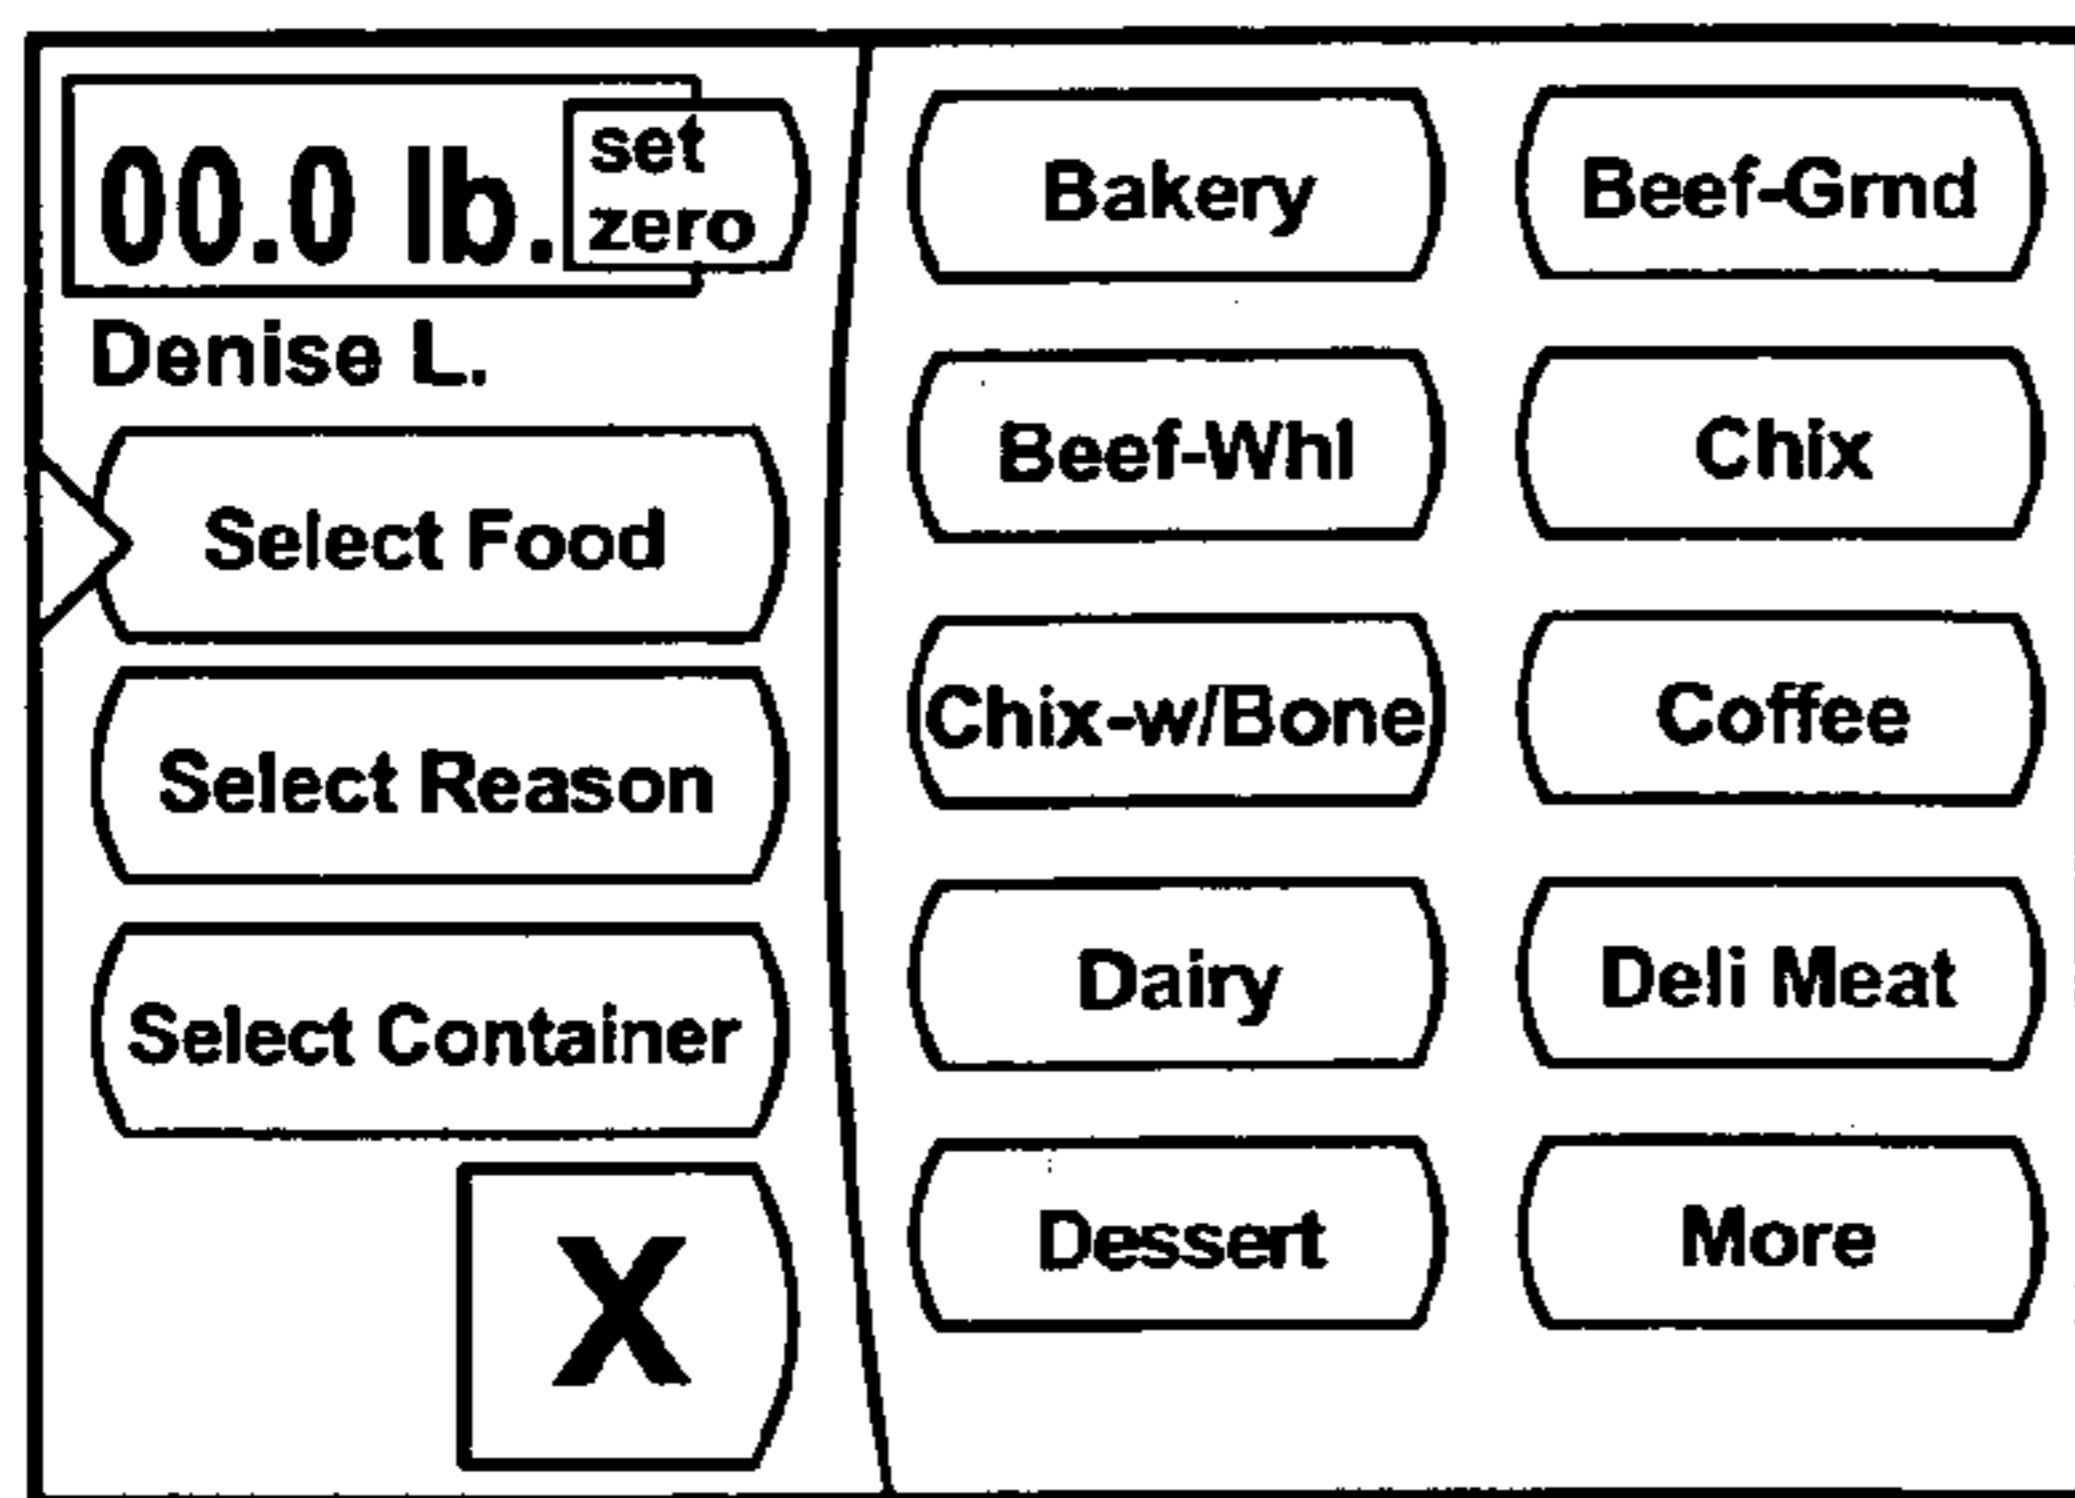 00.0 lb.
set
zero
Denise L.
Select Food
Select Reason
Select Container
X
Bakery
Beef-Grnd
Beef-Whl
Chix
Chix-w/Bone
Coffee
Dairy
Deli Meat
Dessert
More